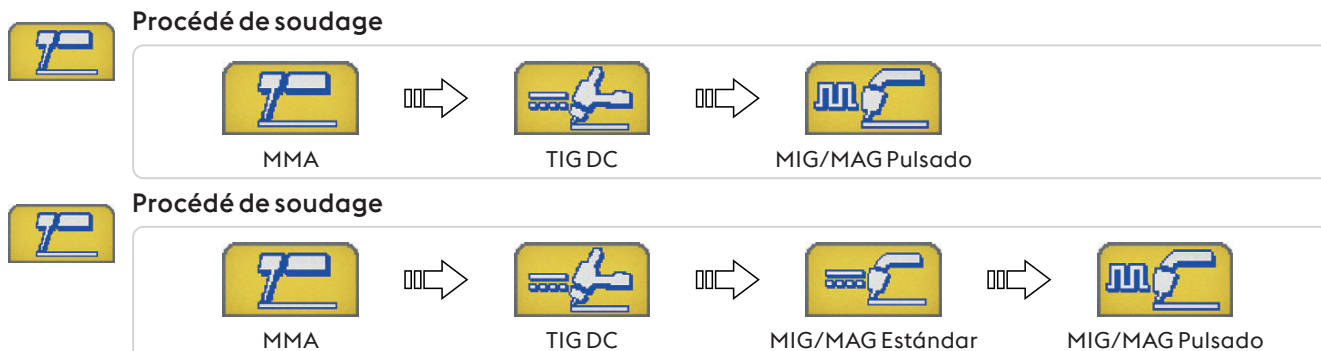 Procédé de soudage
MMA
TIG DC
MIG/MAG Pulsado
Procédé de soudage
MMA
TIG DC
MIG/MAG Estándar
MIG/MAG Pulsado